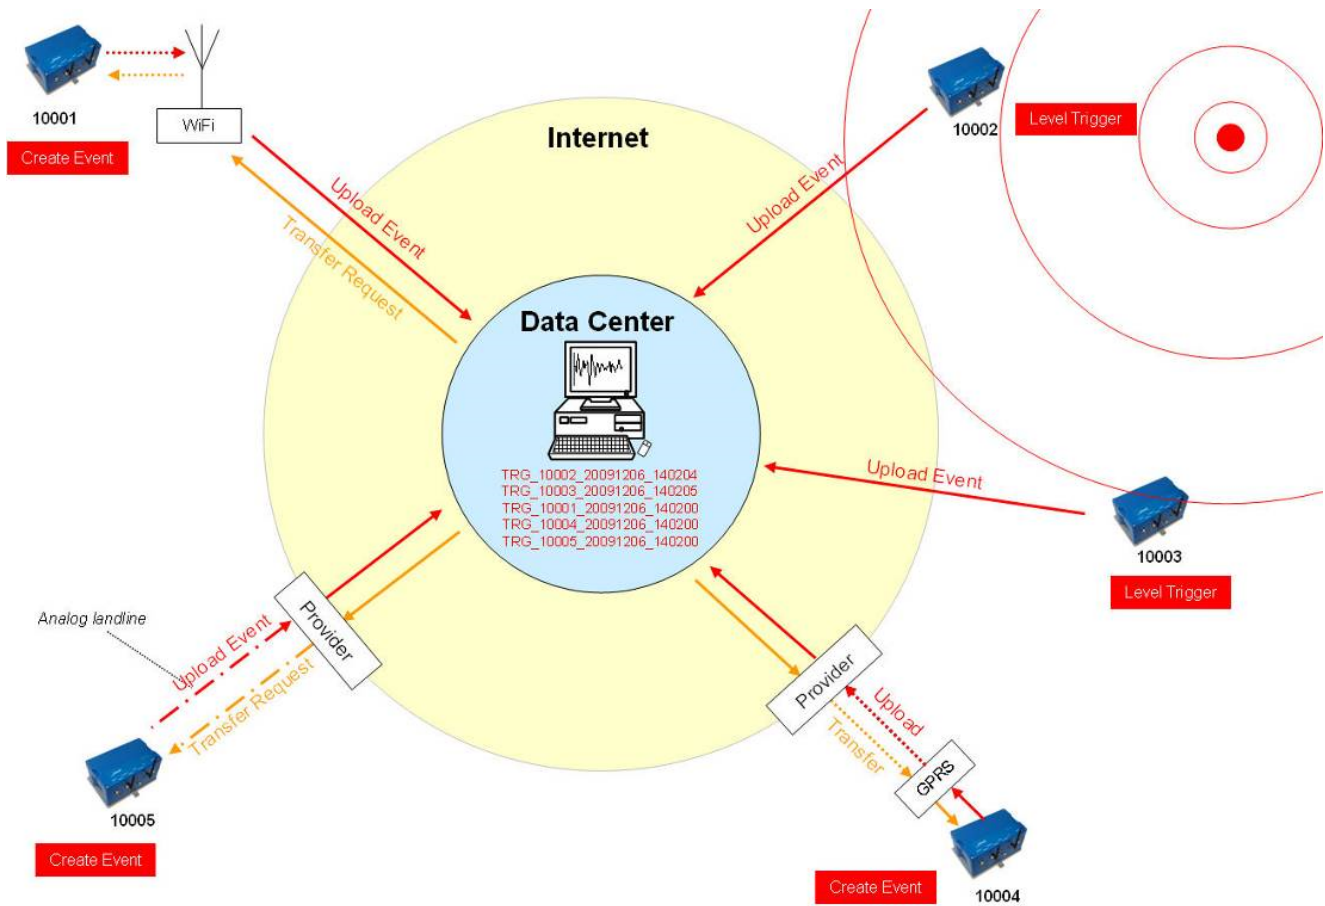 10001
Create Event
WiFi
Internet
10002
Level Trigger
Upload Event
Transfer Request
Upload Event
Data Center
TRG_10002_20091206_140204
TRG_10003_20091206_140205
TRG_10001_20091206_140200
TRG_10004_20091206_140200
TRG_10005_20091206_140200
Upload Event
10003
Level Trigger
Analog landline
Upload Event
Transfer Request
Provider
10005
Create Event
Provider
Upload
Transfer
GPRS
Create Event
10004